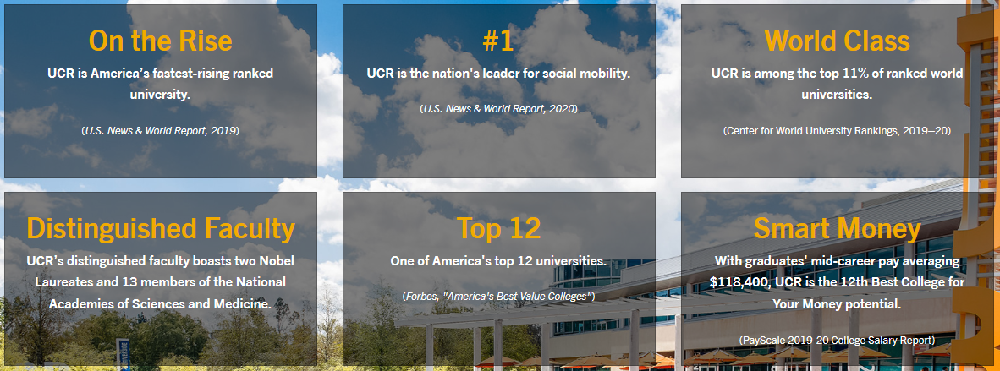 On the Rise
UCR is America's fastest-rising ranked
university.
(U.S. News & World Report, 2019)
#1
UCR is the nation's leader for social mobility.
(U.S. News & World Report, 2020)
World Class
UCR is among the top 11% of ranked world
universities.
(Center for World University Rankings, 2019–20)
Distinguished Faculty
UCR's distinguished faculty boasts two Nobel
Laureates and 13 members of the National
Academies of Sciences and Medicine.
Top 12
One of America's top 12 universities.
(Forbes, "America's Best Value Colleges")
Smart Money
With graduates' mid-career pay averaging
$118,400, UCR is the 12th Best College for
Your Money potential.
(PayScale 2019-20 College Salary Report)